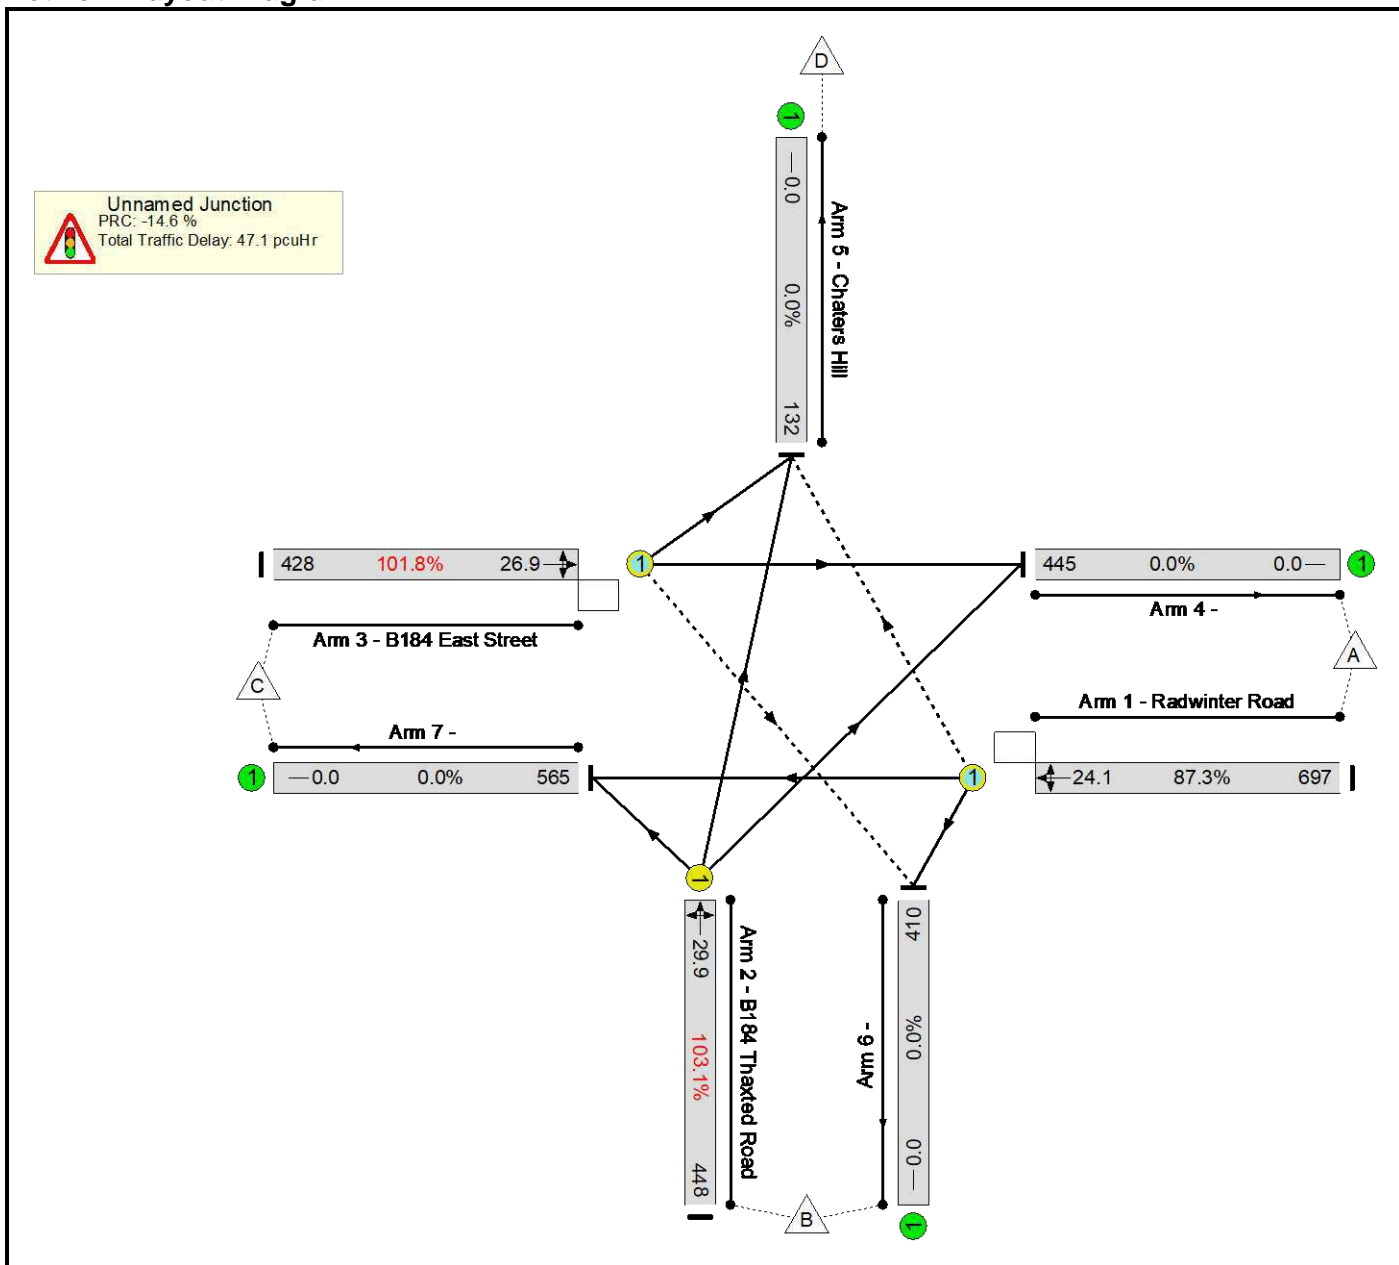 D
1
0.0
0.0%
132
Arm 5 - Chaters Hill
Unnamed Junction
PRC: -14.6 %
Total Traffic Delay: 47.1 pcuHr
428 101.8% 26.9
1
Arm 3 - B184 East Street
445 0.0% 0.0
1
Arm 4 -
C
A
Arm 7 -
Arm 1 - Radwinter Road
1
0.0 0.0% 565
1
24.1 87.3% 697
1
29.9
103.1%
448
Arm 2 - B184 Thaxted Road
Arm 6 -
410
0.0%
0.0
B
1